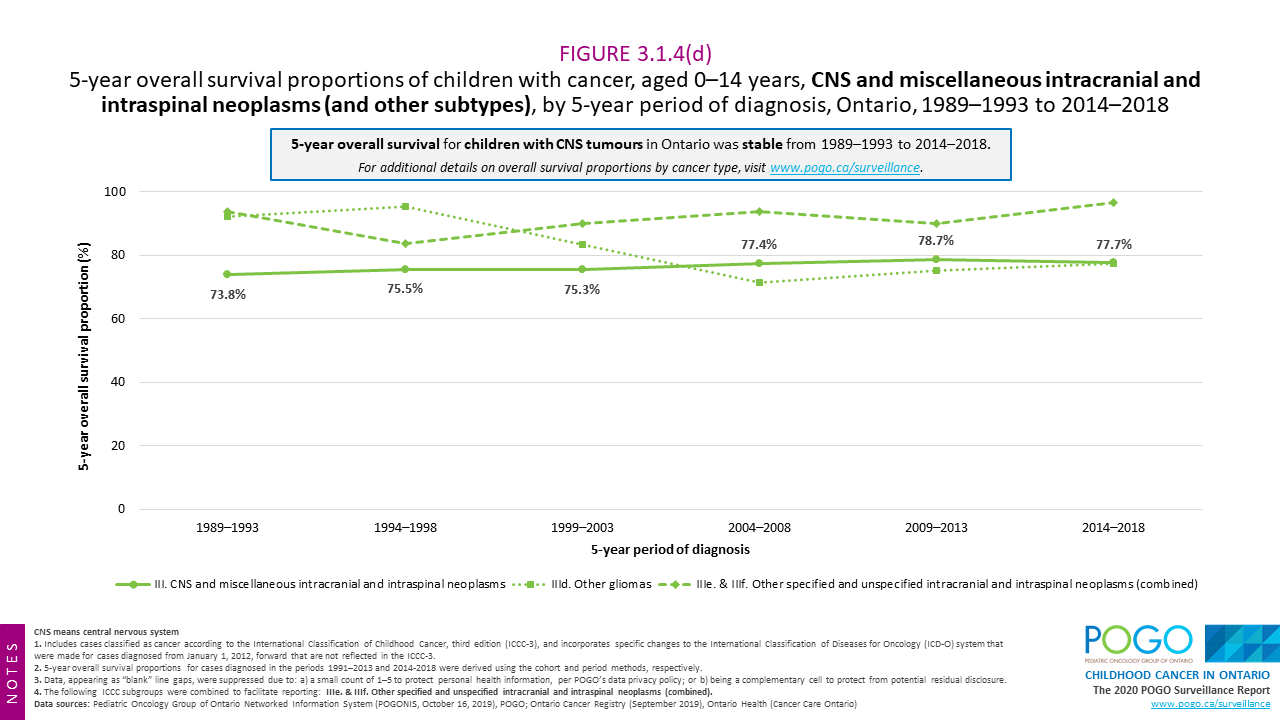 FIGURE 3.1.4(d)
5-year overall survival proportions of children with cancer, aged 0–14 years, CNS and miscellaneous intracranial and
intraspinal neoplasms (and other subtypes), by 5-year period of diagnosis, Ontario, 1989–1993 to 2014–2018
5-year overall survival for children with CNS tumours in Ontario was stable from 1989–1993 to 2014–2018.
For additional details on overall survival proportions by cancer type, visit www.pogo.ca/surveillance.
5-year overall survival proportion (%)
100
80
60
40
20
0
73.8%
75.5%
75.3%
77.4%
78.7%
77.7%
1989–1993
1994–1998
1999–2003
2004–2008
2009–2013
2014–2018
5-year period of diagnosis
III. CNS and miscellaneous intracranial and intraspinal neoplasms
IIId. Other gliomas
IIIe. & IIIf. Other specified and unspecified intracranial and intraspinal neoplasms (combined)
NOTES
CNS means central nervous system
1. Includes cases classified as cancer according to the International Classification of Childhood Cancer, third edition (ICCC-3), and incorporates specific changes to the International Classification of Diseases for Oncology (ICD-O) system that
were made for cases diagnosed from January 1, 2012, forward that are not reflected in the ICCC-3.
2. 5-year overall survival proportions for cases diagnosed in the periods 1991–2013 and 2014-2018 were derived using the cohort and period methods, respectively.
3. Data, appearing as “blank” line gaps, were suppressed due to: a) a small count of 1–5 to protect personal health information, per POGO’s data privacy policy; or b) being a complementary cell to protect from potential residual disclosure.
4. The following ICCC subgroups were combined to facilitate reporting: IIIe. & IIIf. Other specified and unspecified intracranial and intraspinal neoplasms (combined).
Data sources: Pediatric Oncology Group of Ontario Networked Information System (POGONIS, October 16, 2019), POGO; Ontario Cancer Registry (September 2019), Ontario Health (Cancer Care Ontario)
POGO
PEDIATRIC ONCOLOGY GROUP OF ONTARIO
CHILDHOOD CANCER IN ONTARIO
The 2020 POGO Surveillance Report
www.pogo.ca/surveillance